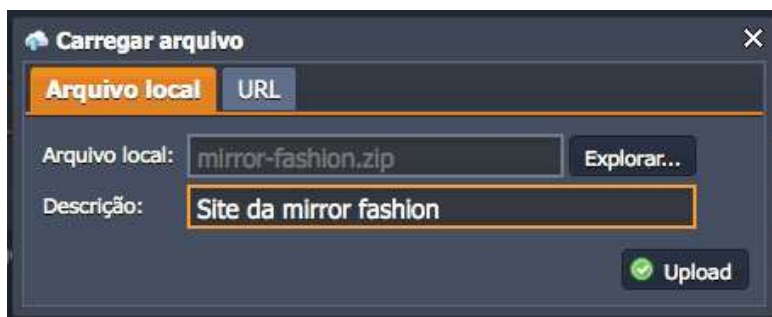 Carregar arquivo
Arquivo local URL
Arquivo local: mirror-fashion.zip Explorar...
Descrição: Site da mirror fashion
Upload